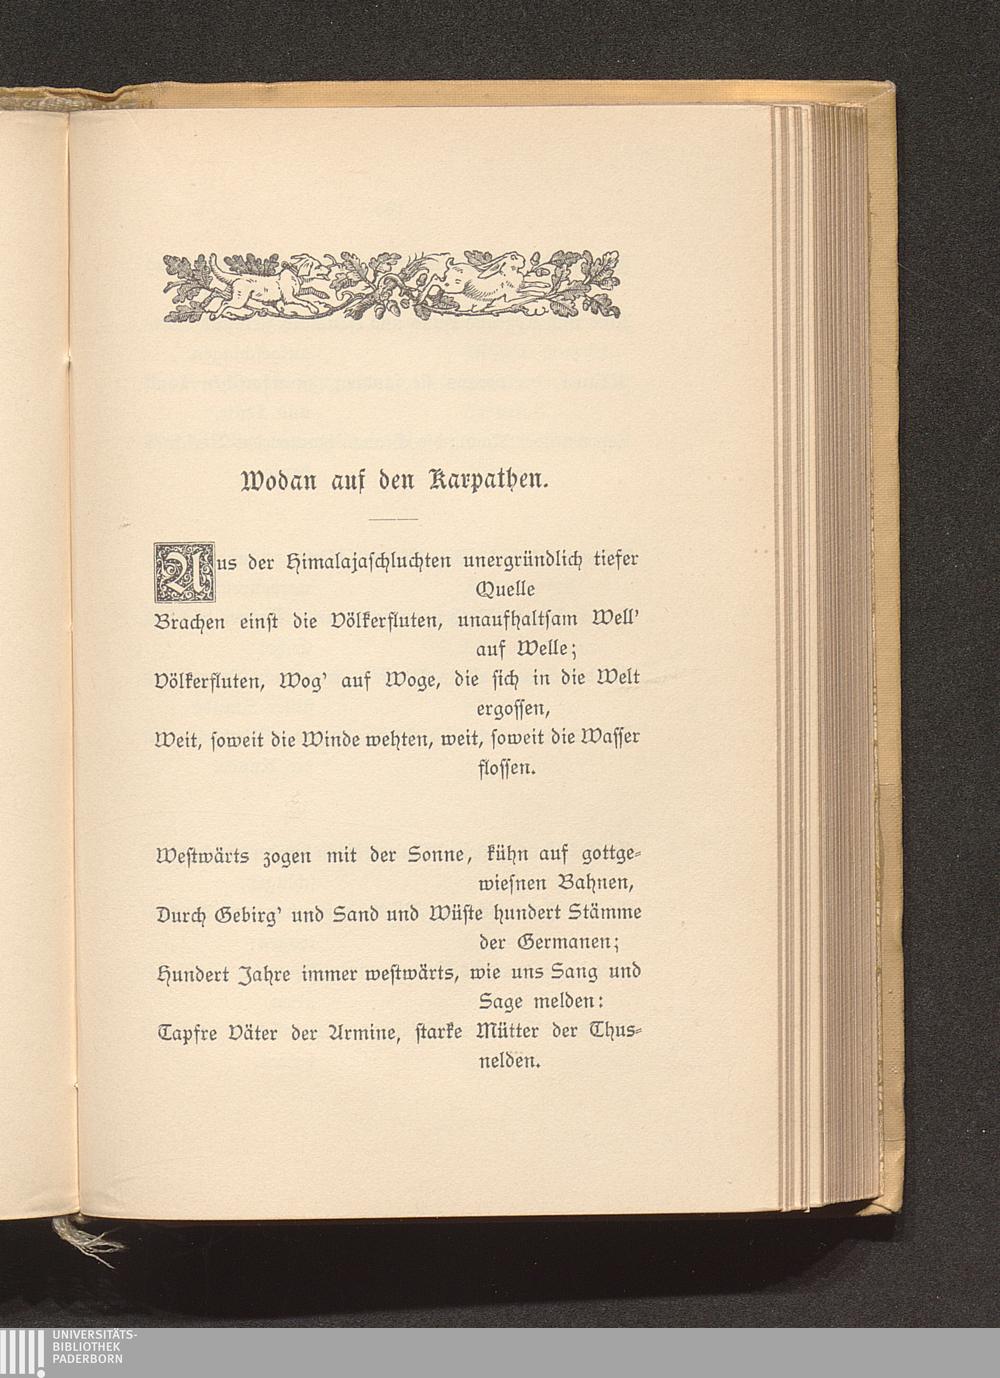 Wodan auf den Karpathen.
Aus der Himalajaschluchten unergründlich tiefer
Quelle
Brachen einst die Völkerfluten, unaufhaltsam Well'
auf Welle;
Völkerfluten, Wog' auf Woge, die sich in die Welt
ergossen,
Weit, soweit die Winde wehten, weit, soweit die Wasser
flossen.
Westwärts zogen mit der Sonne, kühn auf gottge-
wiesnen Bahnen,
Durch Gebirg' und Sand und Wüste hundert Stämme
der Germanen;
Hundert Jahre immer westwärts, wie uns Sang und
Sage melden:
Tapfre Väter der Armine, starke Mütter der Thus-
nelden.
UNIVERSITÄTS-
BIBLIOTHEK
PADERBORN